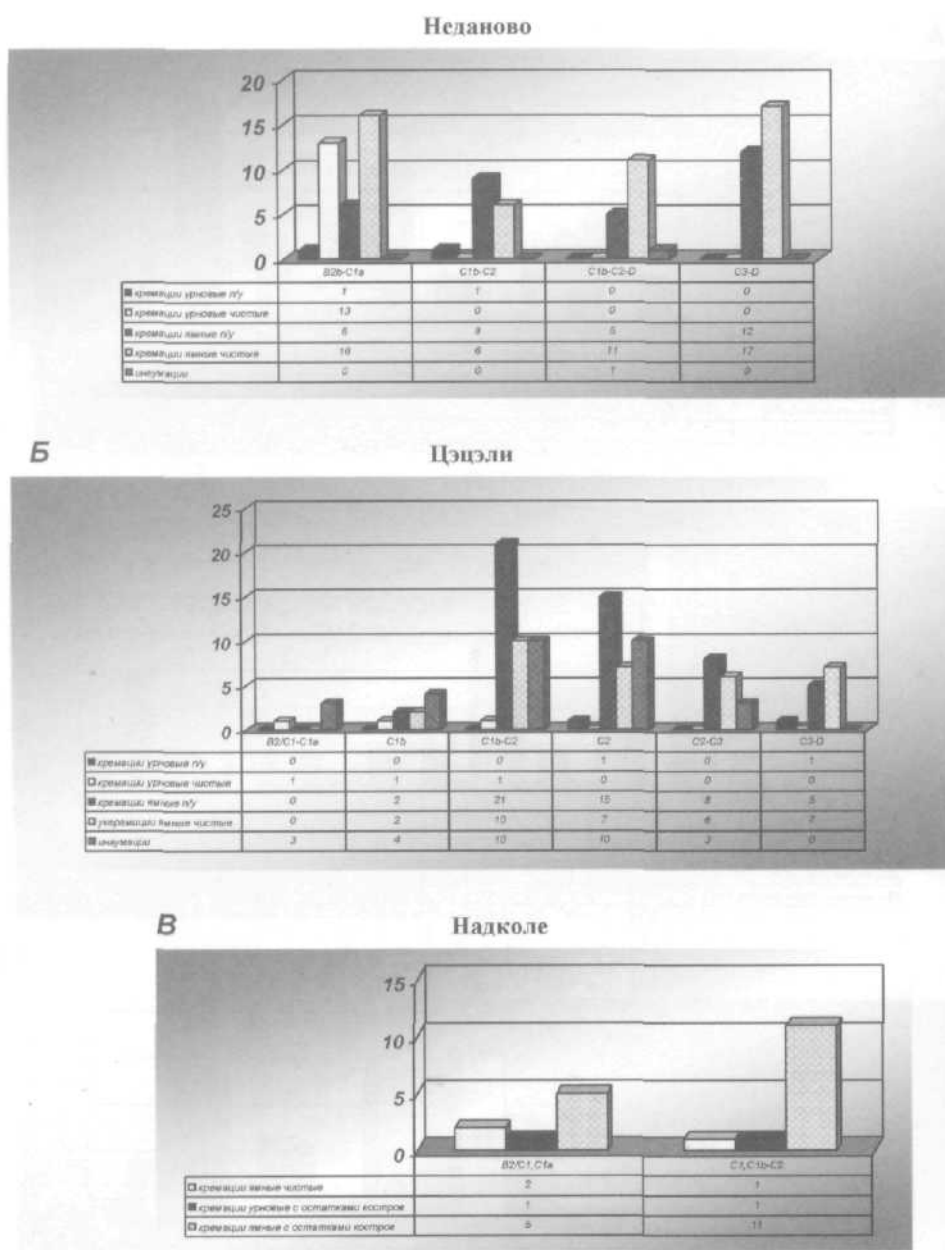 Неданово
20
15
10
5
0
B2b-C1a C1b-C2 C1b-C2-D C3-D
кремации урновые п/у 1 1 0 0
кремации урновые чистые 13 0 0 0
кремации ямные п/у 6 9 5 12
кремации ямные чистые 16 6 11 17
ингумации 0 0 1 0
Б
Цэцэли
25
20
15
10
5
0
B2/C1-C1a C1b C1b-C2 C2 C2-C3 C3-D
кремации урновые п/у 0 0 0 1 0 1
кремации урновые чистые 1 1 1 0 0 0
кремации ямные п/у 0 2 21 15 8 5
укремации ямные чистые 0 2 10 7 6 7
ингумации 3 4 10 10 3 0
В
Надколе
15
10
5
0
B2/C1,C1a C1,C1b-C2
кремации ямные чистые 2 1
кремации урновые с остатками костров 1 1
кремации ямные с остатками костров 5 11